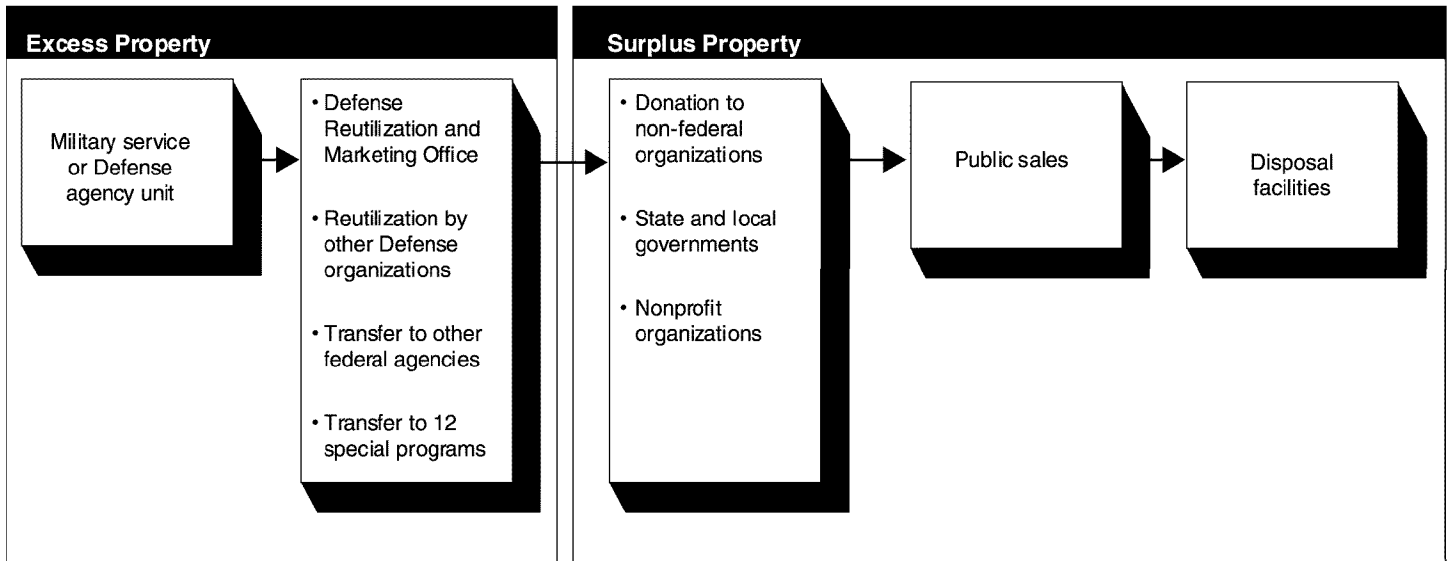 Excess Property
Surplus Property
Military service
or Defense
agency unit
• Defense
Reutilization and
Marketing Office
• Reutilization by
other Defense
organizations
• Transfer to other
federal agencies
• Transfer to 12
special programs
• Donation to
non-federal
organizations
• State and local
governments
• Nonprofit
organizations
Public sales
Disposal
facilities